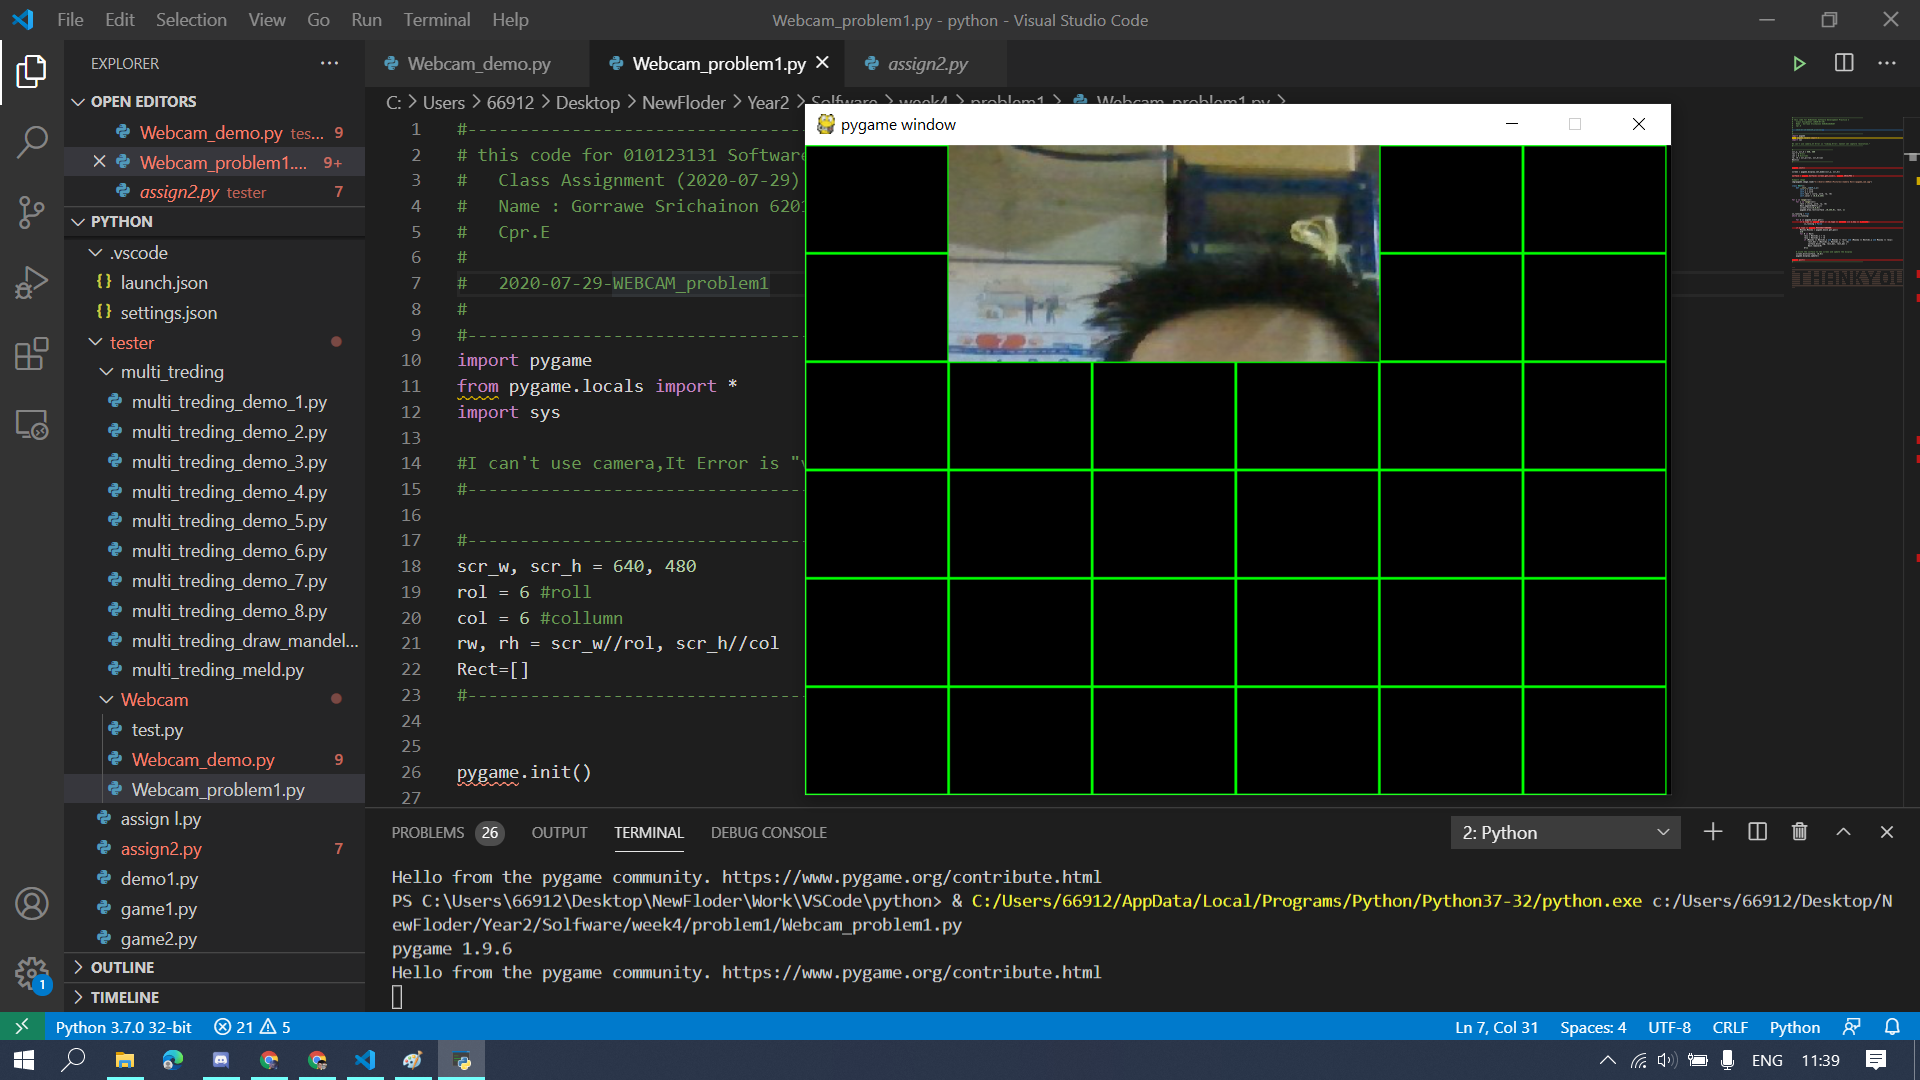 File Edit Selection View Go Run Terminal Help
Webcam_problem1.py - python - Visual Studio Code
EXPLORER
Webcam_demo.py
Webcam_problem1.py
assign2.py
C: > Users > 66912 > Desktop > NewFloder > Year2 > Solfware > week4 > problem1 > Webcam_problem1.py >
OPEN EDITORS
Webcam_demo.py tes... 9
Webcam_problem1.... 9+
assign2.py tester 7
PYTHON
.vscode
launch.json
settings.json
tester
multi_treding
multi_treding_demo_1.py
multi_treding_demo_2.py
multi_treding_demo_3.py
multi_treding_demo_4.py
multi_treding_demo_5.py
multi_treding_demo_6.py
multi_treding_demo_7.py
multi_treding_demo_8.py
multi_treding_draw_mandel...
multi_treding_meld.py
Webcam
test.py
Webcam_demo.py 9
Webcam_problem1.py
assign l.py
assign2.py 7
demo1.py
game1.py
game2.py
OUTLINE
TIMELINE
1 #---------------------------------
2 # this code for 010123131 Software
3 #   Class Assignment (2020-07-29)
4 #   Name : Gorrawe Srichainon 6201
5 #   Cpr.E
6 #
7 #   2020-07-29-WEBCAM_problem1
8 #
9 #---------------------------------
10 import pygame
11 from pygame.locals import *
12 import sys
13
14 #I can't use camera,It Error is "v
15 #---------------------------------
16
17 #---------------------------------
18 scr_w, scr_h = 640, 480
19 rol = 6 #roll
20 col = 6 #collumn
21 rw, rh = scr_w//rol, scr_h//col
22 Rect=[]
23 #---------------------------------
24
25
26 pygame.init()
27
pygame window
THANKYOU
PROBLEMS 26 OUTPUT TERMINAL DEBUG CONSOLE
2: Python
Hello from the pygame community. https://www.pygame.org/contribute.html
PS C:\Users\66912\Desktop\NewFloder\Work\VSCode\python> & C:/Users/66912/AppData/Local/Programs/Python/Python37-32/python.exe c:/Users/66912/Desktop/N
ewFloder/Year2/Solfware/week4/problem1/Webcam_problem1.py
pygame 1.9.6
Hello from the pygame community. https://www.pygame.org/contribute.html
1
Python 3.7.0 32-bit 21 5
Ln 7, Col 31 Spaces: 4 UTF-8 CRLF Python
ENG 11:39